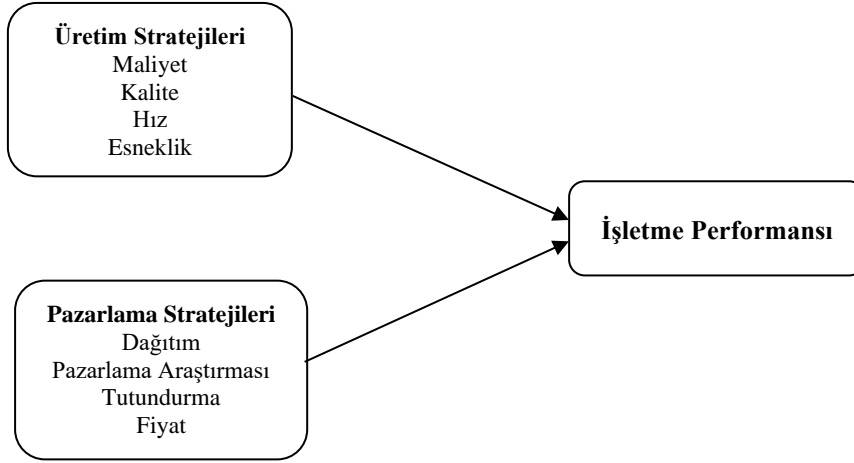 Üretim Stratejileri
Maliyet
Kalite
Hız
Esneklik
İşletme Performansı
Pazarlama Stratejileri
Dağıtım
Pazarlama Araştırması
Tutundurma
Fiyat